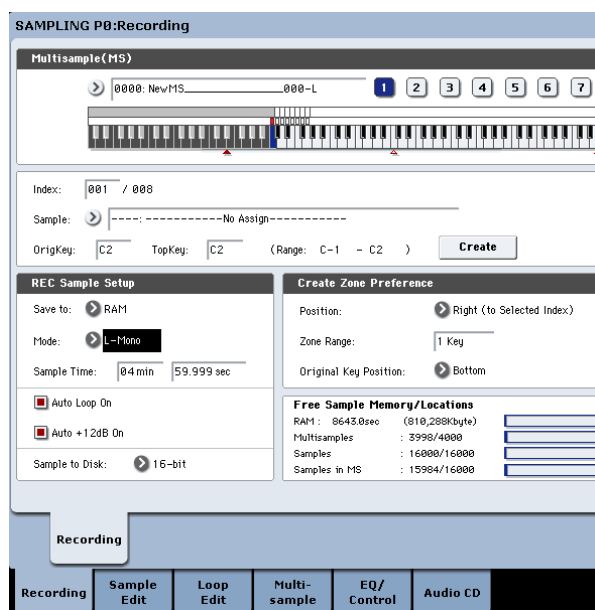 SAMPLING P0:Recording
Multisample(MS)
0000: NewMS_______________000-L
1 2 3 4 5 6 7
Index: 001 / 008
Sample: ----: ------------No Assign------------
OrigKey: C2 TopKey: C2 (Range: C-1 - C2 ) Create
REC Sample Setup
Save to: RAM
Mode: L-Mono
Sample Time: 04 min 59.999 sec
Auto Loop On
Auto +12dB On
Sample to Disk: 16-bit
Create Zone Preference
Position: Right (to Selected Index)
Zone Range: 1 Key
Original Key Position: Bottom
Free Sample Memory/Locations
RAM : 8643.0sec (810,288Kbyte)
Multisamples : 3998/4000
Samples : 16000/16000
Samples in MS : 15984/16000
Recording
Recording Sample Edit Loop Edit Multi-sample EQ/Control Audio CD